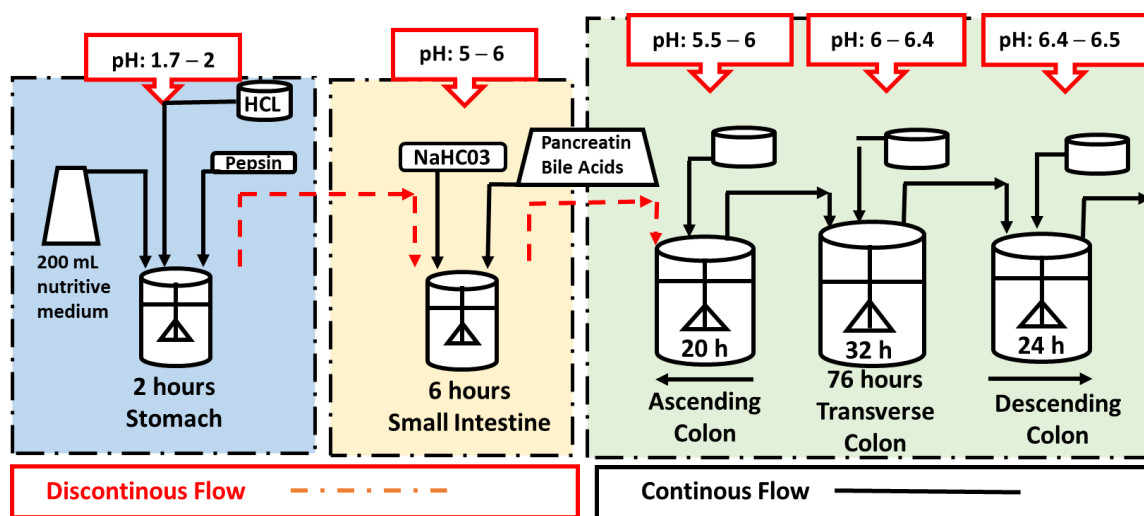 pH: 1.7 – 2
pH: 5 – 6
pH: 5.5 – 6
pH: 6 – 6.4
pH: 6.4 – 6.5
HCL
Pepsin
200 mL
nutritive
medium
2 hours
Stomach
NaHC03
Pancreatin
Bile Acids
6 hours
Small Intestine
20 h
32 h
24 h
76 hours
Ascending
Colon
Transverse
Colon
Descending
Colon
Discontinous Flow
Continous Flow